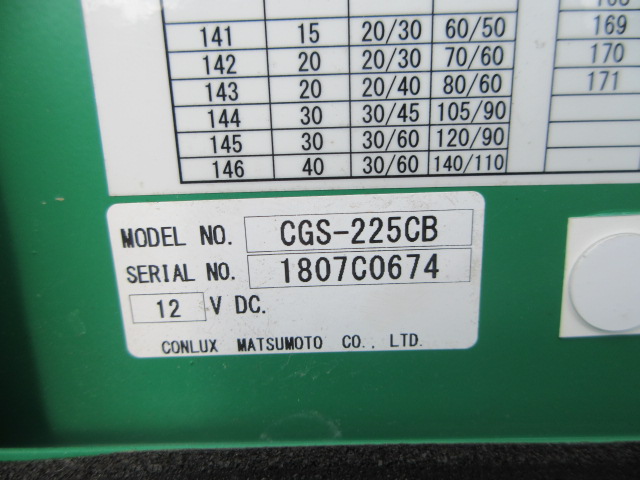 141 15 20/30 60/50 169
142 20 20/30 70/60 170
143 20 20/40 80/60 171
144 30 30/45 105/90
145 30 30/60 120/90
146 40 30/60 140/110
MODEL NO. CGS-225CB
SERIAL NO. 1807C0674
12 V DC.
CONLUX MATSUMOTO CO., LTD.